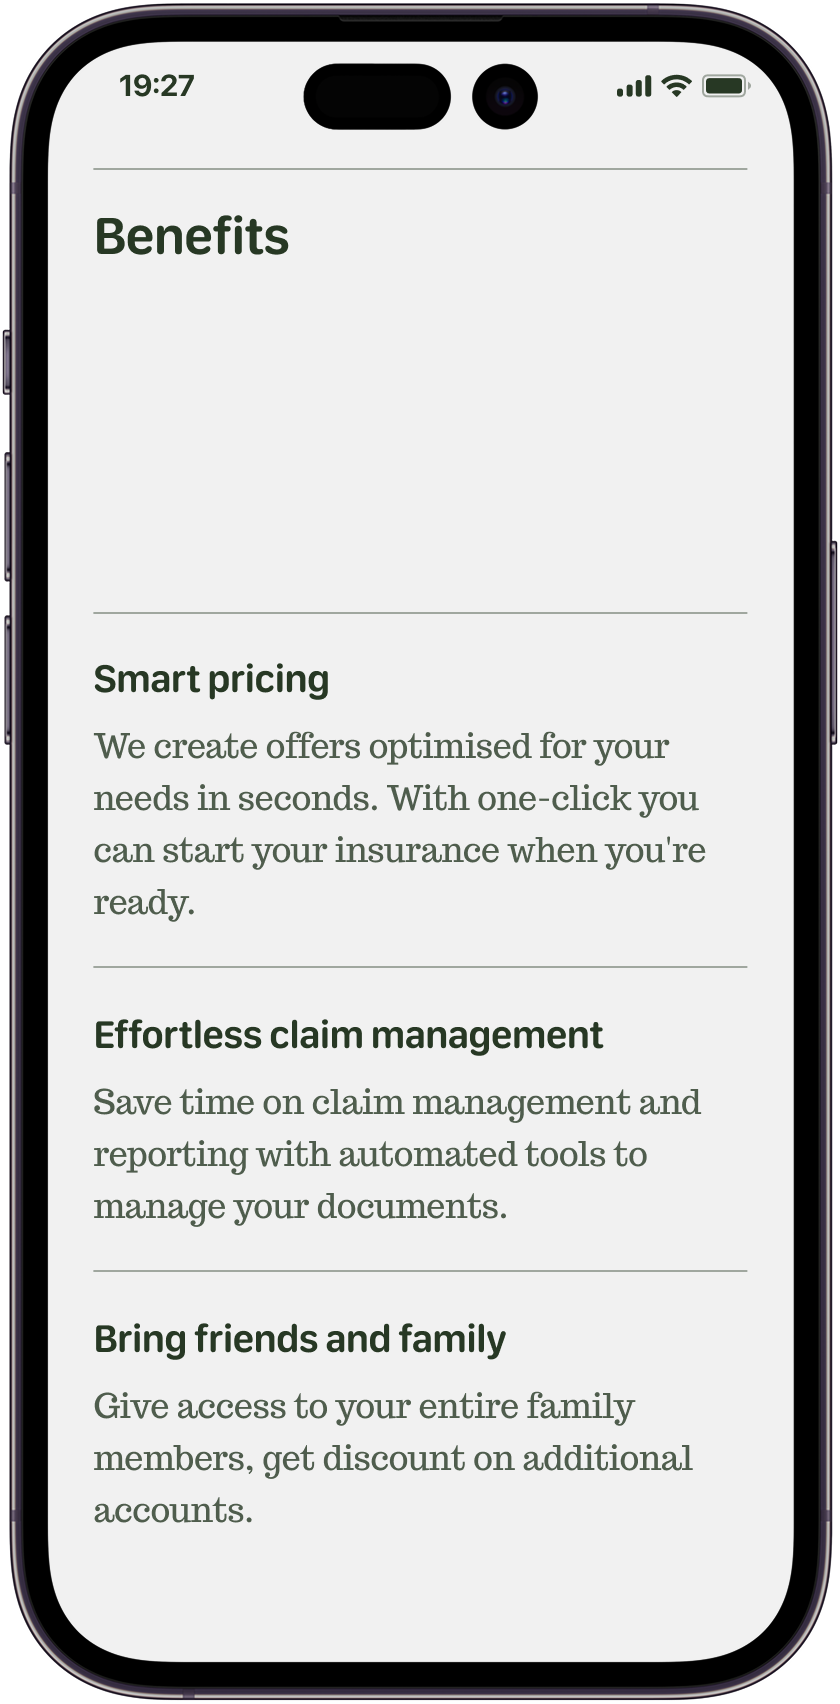 19:27
Benefits
Smart pricing
We create offers optimised for your
needs in seconds. With one-click you
can start your insurance when you're
ready.
Effortless claim management
Save time on claim management and
reporting with automated tools to
manage your documents.
Bring friends and family
Give access to your entire family
members, get discount on additional
accounts.